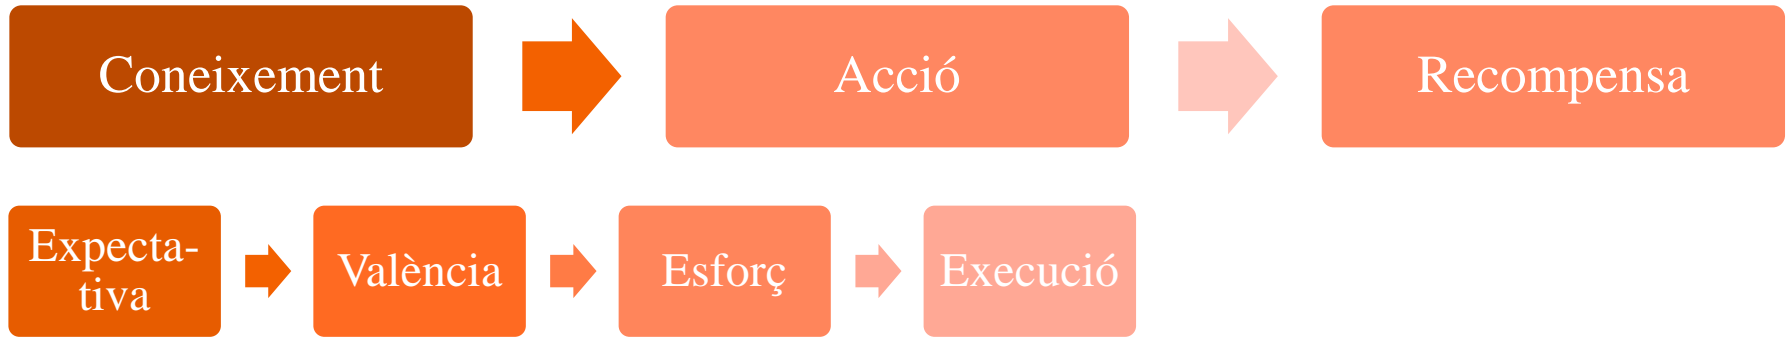 Coneixement
Acció
Recompensa
Expecta-
tiva
València
Esforç
Execució